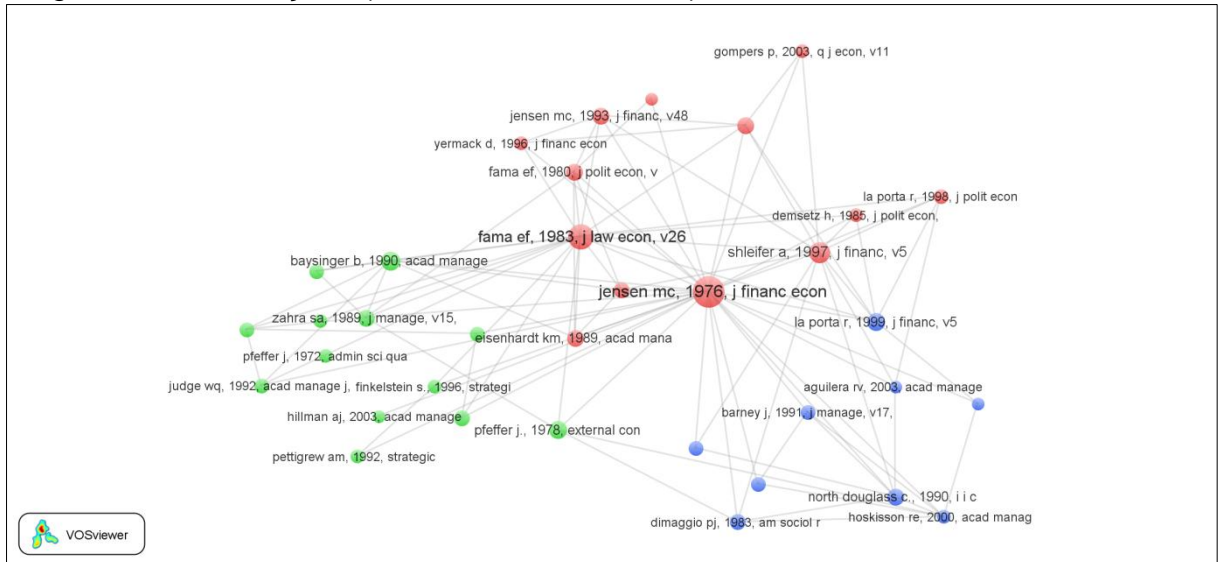 gompers p, 2003, q j econ, v11
jensen mc, 1993, j financ, v48
yermack d, 1996, j financ econ
fama ef, 1980, j polit econ, v
la porta r, 1998, j polit econ
demsetz h, 1985, j polit econ,
fama ef, 1983, j law econ, v26
shleifer a, 1997, j financ, v5
baysinger b, 1990, acad manage
jensen mc, 1976, j financ econ
zahra sa, 1989, j manage, v15,
la porta r, 1999, j financ, v5
eisenhardt km, 1989, acad mana
pfeffer j, 1972, admin sci qua
judge wq, 1992, acad manage j,
finkelstein s., 1996, strategi
aguilera rv, 2003, acad manage
barney j, 1991, j manage, v17,
hillman aj, 2003, acad manage
pfeffer j., 1978, external con
pettigrew am, 1992, strategic
north douglass c., 1990, i i c
dimaggio pj, 1983, am sociol r
hoskisson re, 2000, acad manag
VOSviewer